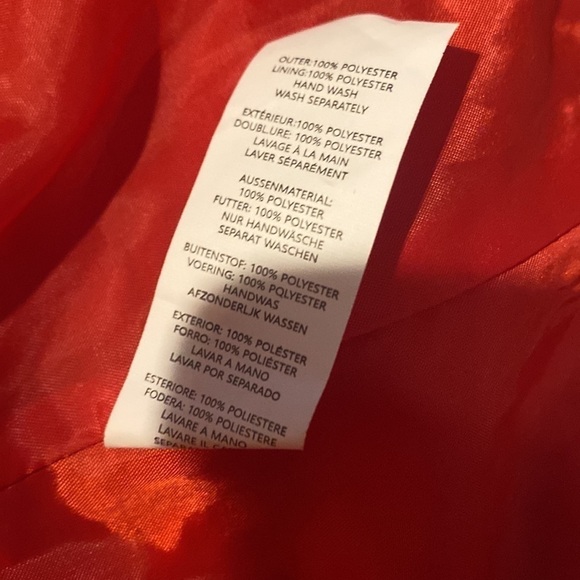 OUTER:100% POLYESTER
LINING:100% POLYESTER
HAND WASH
WASH SEPARATELY
EXTÉRIEUR:100% POLYESTER
DOUBLURE: 100% POLYESTER
LAVAGE À LA MAIN
LAVER SÉPARÉMENT
AUSSENMATERIAL:
100% POLYESTER
FUTTER: 100% POLYESTER
NUR HANDWÄSCHE
SEPARAT WASCHEN
BUITENSTOF: 100% POLYESTER
VOERING: 100% POLYESTER
HANDWAS
AFZONDERLIJK WASSEN
EXTERIOR: 100% POLÉSTER
FORRO: 100% POLIÉSTER
LAVAR A MANO
LAVAR POR SEPARADO
ESTERIORE: 100% POLIESTERE
FODERA: 100% POLIESTERE
LAVARE A MANO
LAVARE IL